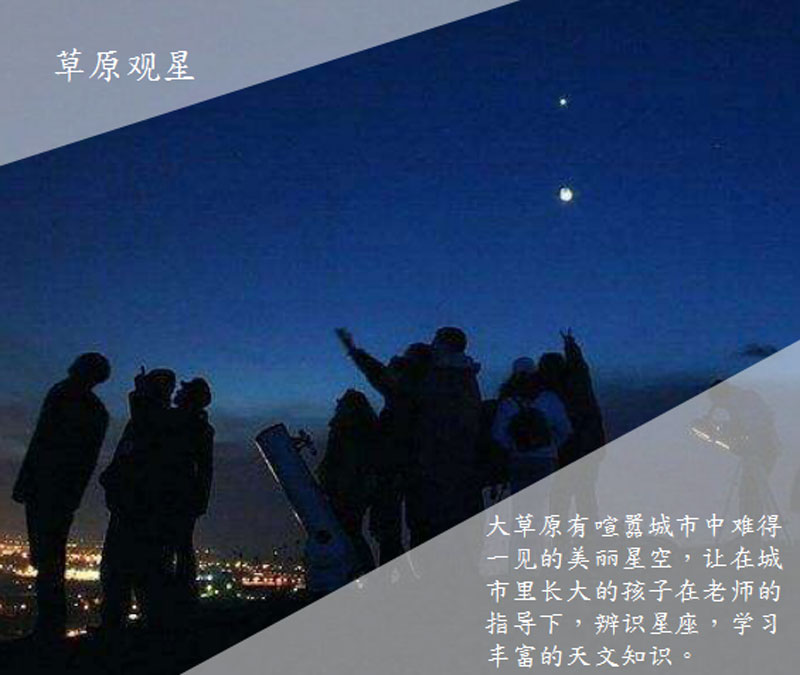 草原观星
大草原有喧嚣城市中难得
一见的美丽星空，让在城
市里长大的孩子在老师的
指导下，辨识星座，学习
丰富的天文知识。